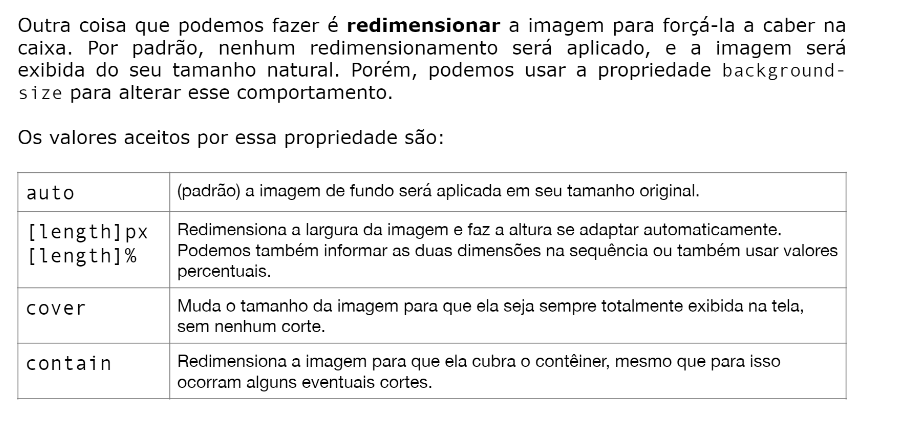 Outra coisa que podemos fazer é redimensionar a imagem para forçá-la a caber na
caixa. Por padrão, nenhum redimensionamento será aplicado, e a imagem será
exibida do seu tamanho natural. Porém, podemos usar a propriedade background-
size para alterar esse comportamento.
Os valores aceitos por essa propriedade são:
auto
(padrão) a imagem de fundo será aplicada em seu tamanho original.
[length]px
[length]%
Redimensiona a largura da imagem e faz a altura se adaptar automaticamente.
Podemos também informar as duas dimensões na sequência ou também usar valores
percentuais.
cover
Muda o tamanho da imagem para que ela seja sempre totalmente exibida na tela,
sem nenhum corte.
contain
Redimensiona a imagem para que ela cubra o contêiner, mesmo que para isso
ocorram alguns eventuais cortes.